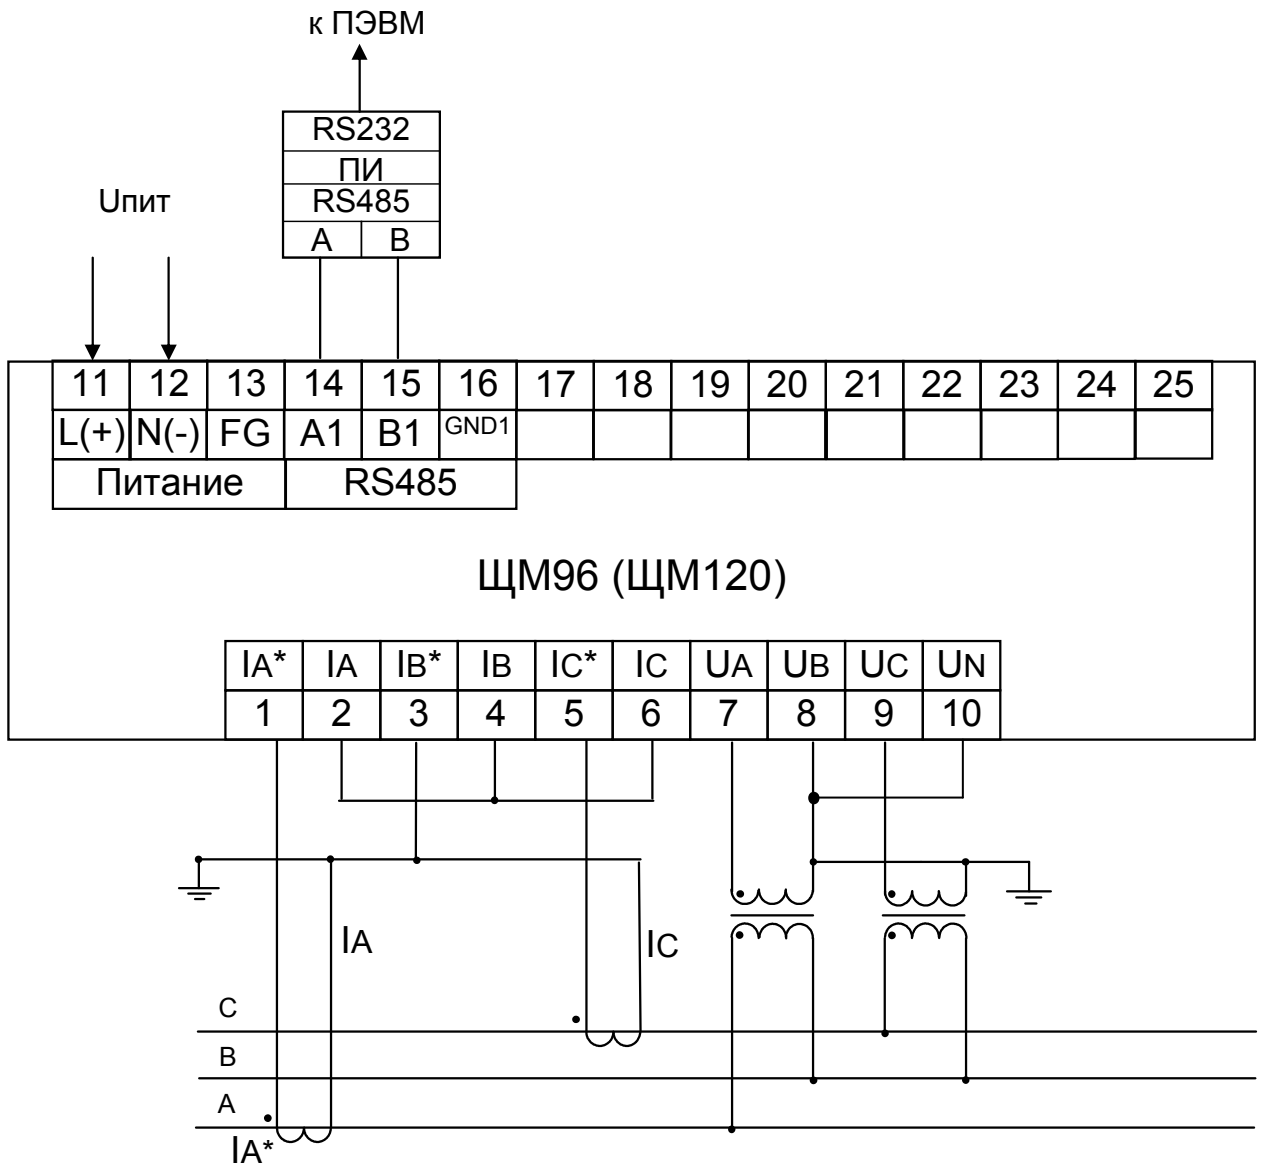 к ПЭВМ
RS232
ПИ
RS485
A B
Uпит
11 12 13 14 15 16 17 18 19 20 21 22 23 24 25
L(+) N(-) FG A1 B1 GND1
Питание RS485
ЩМ96 (ЩМ120)
IA* IA IB* IB IC* IC UA UB UC UN
1 2 3 4 5 6 7 8 9 10
IA IC
C
B
A
IA*